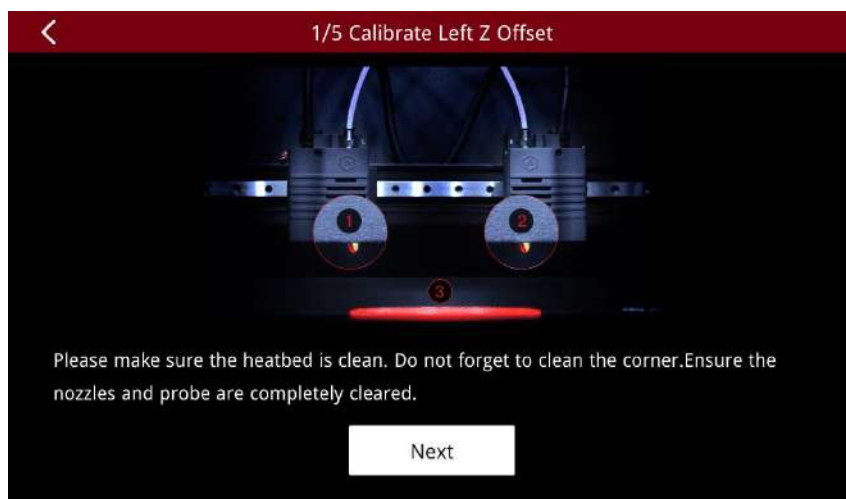 1/5 Calibrate Left Z Offset
1
2
3
Please make sure the heatbed is clean. Do not forget to clean the corner.Ensure the
nozzles and probe are completely cleared.
Next